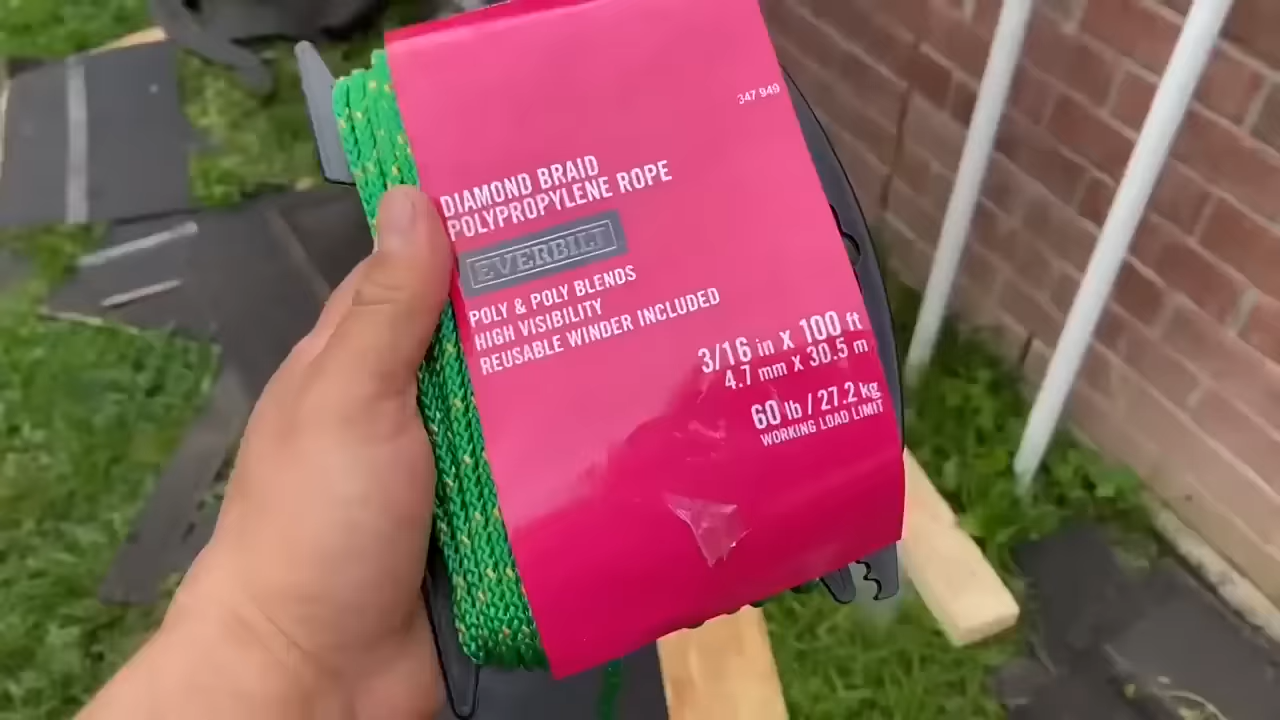 347 949
DIAMOND BRAID
POLYPROPYLENE ROPE
EVERBILT
POLY & POLY BLENDS
HIGH VISIBILITY
REUSABLE WINDER INCLUDED
3/16 in x 100 ft
4.7 mm x 30.5 m
60 lb / 27.2 kg
WORKING LOAD LIMIT